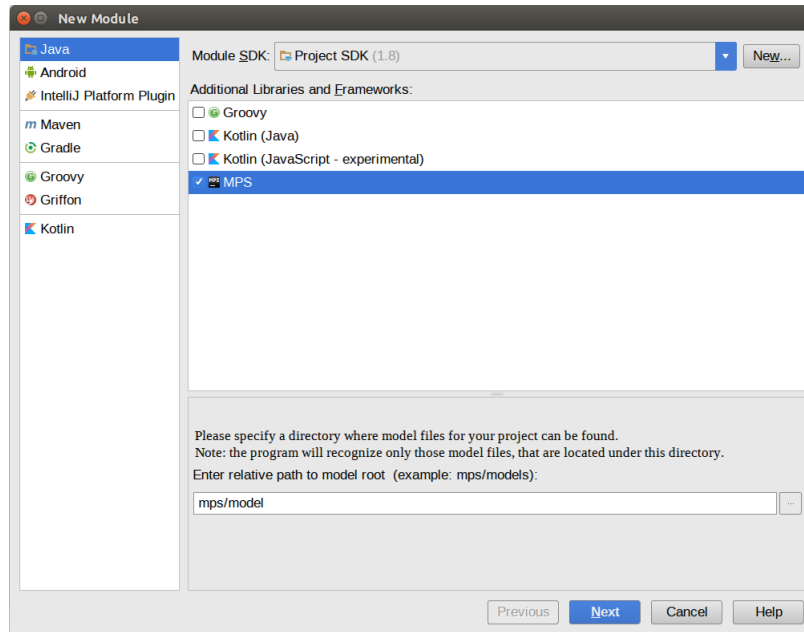 New Module
Java
Android
IntelliJ Platform Plugin
m Maven
Gradle
Groovy
Griffon
Kotlin
Module SDK: Project SDK (1.8) New...
Additional Libraries and Frameworks:
Groovy
Kotlin (Java)
Kotlin (JavaScript - experimental)
MPS MPS
Please specify a directory where model files for your project can be found.
Note: the program will recognize only those model files, that are located under this directory.
Enter relative path to model root (example: mps/models):
mps/model ...
Previous Next Cancel Help